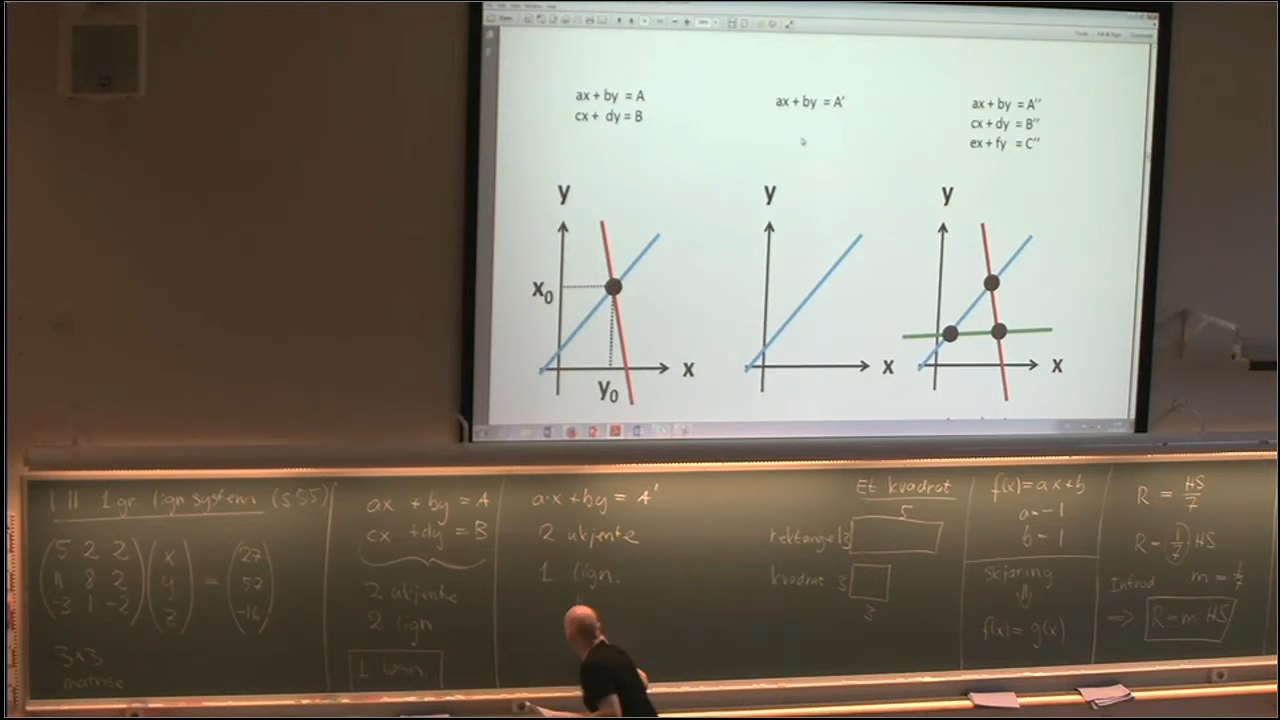 ax + by = A
cx + dy = B
ax + by = A′
ax + by = A′′
cx + dy = B′′
ex + fy = C′′
y
x₀
x
y₀
y
x
y
x
1.11 1.gr. lign system (s 55)
5 2 2 x 27
11 8 2 y = 57
-3 1 -2 z -16
3x3
matrise
ax + by = A
cx + dy = B
2 ukjente
2 lign
1 løsn.
a·x + by = A'
2 ukjente
1 lign.
Et kvadrat
5
rektangel 3
kvadrat 3
3
f(x) = ax + b
a = -1
b = 1
skjæring
⇓
f(x) = g(x)
R = HS/7
R = (1/7) HS
Introd m = 1/7
⇒ R = m·HS